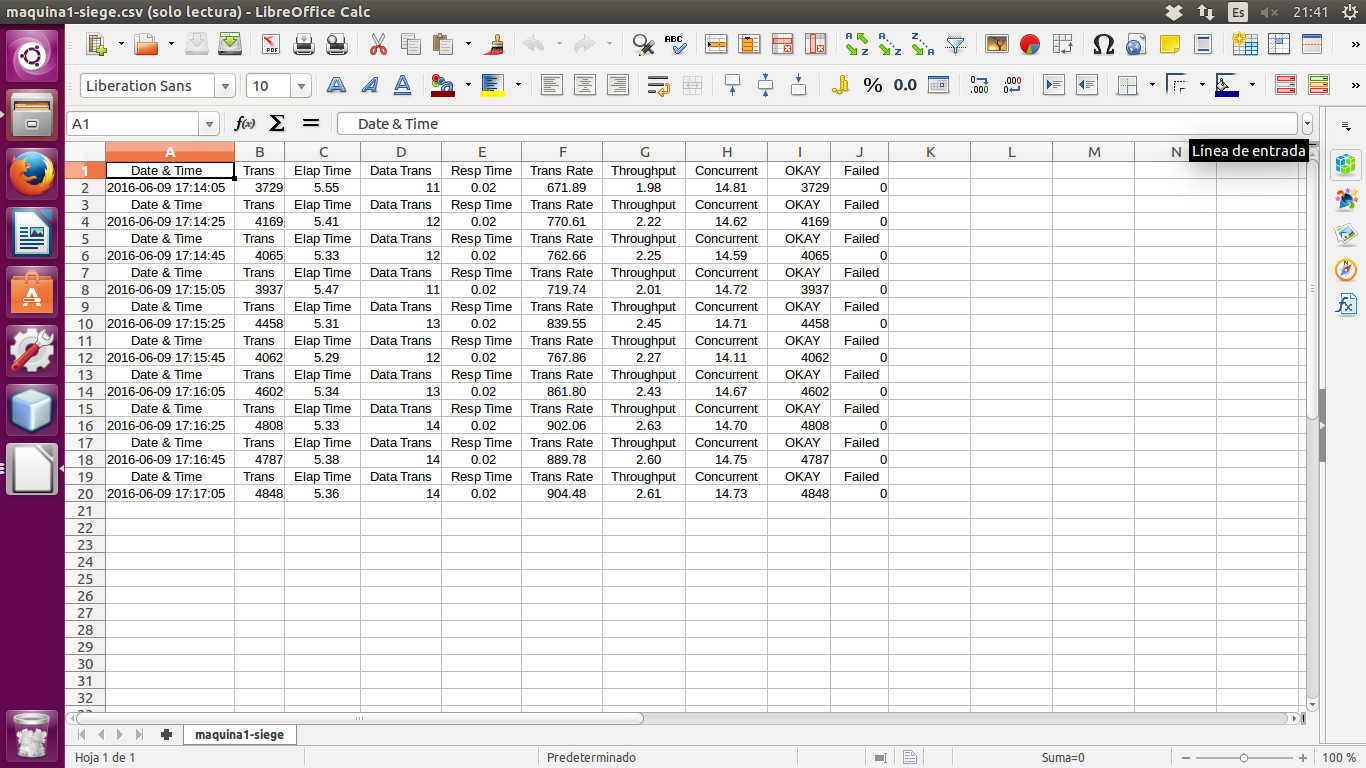 maquina1-siege.csv (solo lectura) - LibreOffice Calc Es 21:41
ABC
Liberation Sans 10 % 0.0
A1 f(x) Σ = Date & Time
Línea de entrada
A B C D E F G H I J K L M N
1 Date & Time Trans Elap Time Data Trans Resp Time Trans Rate Throughput Concurrent OKAY Failed
2 2016-06-09 17:14:05 3729 5.55 11 0.02 671.89 1.98 14.81 3729 0
3 Date & Time Trans Elap Time Data Trans Resp Time Trans Rate Throughput Concurrent OKAY Failed
4 2016-06-09 17:14:25 4169 5.41 12 0.02 770.61 2.22 14.62 4169 0
5 Date & Time Trans Elap Time Data Trans Resp Time Trans Rate Throughput Concurrent OKAY Failed
6 2016-06-09 17:14:45 4065 5.33 12 0.02 762.66 2.25 14.59 4065 0
7 Date & Time Trans Elap Time Data Trans Resp Time Trans Rate Throughput Concurrent OKAY Failed
8 2016-06-09 17:15:05 3937 5.47 11 0.02 719.74 2.01 14.72 3937 0
9 Date & Time Trans Elap Time Data Trans Resp Time Trans Rate Throughput Concurrent OKAY Failed
10 2016-06-09 17:15:25 4458 5.31 13 0.02 839.55 2.45 14.71 4458 0
11 Date & Time Trans Elap Time Data Trans Resp Time Trans Rate Throughput Concurrent OKAY Failed
12 2016-06-09 17:15:45 4062 5.29 12 0.02 767.86 2.27 14.11 4062 0
13 Date & Time Trans Elap Time Data Trans Resp Time Trans Rate Throughput Concurrent OKAY Failed
14 2016-06-09 17:16:05 4602 5.34 13 0.02 861.80 2.43 14.67 4602 0
15 Date & Time Trans Elap Time Data Trans Resp Time Trans Rate Throughput Concurrent OKAY Failed
16 2016-06-09 17:16:25 4808 5.33 14 0.02 902.06 2.63 14.70 4808 0
17 Date & Time Trans Elap Time Data Trans Resp Time Trans Rate Throughput Concurrent OKAY Failed
18 2016-06-09 17:16:45 4787 5.38 14 0.02 889.78 2.60 14.75 4787 0
19 Date & Time Trans Elap Time Data Trans Resp Time Trans Rate Throughput Concurrent OKAY Failed
20 2016-06-09 17:17:05 4848 5.36 14 0.02 904.48 2.61 14.73 4848 0
21
22
23
24
25
26
27
28
29
30
31
32
maquina1-siege
Hoja 1 de 1 Predeterminado Suma=0 100 %